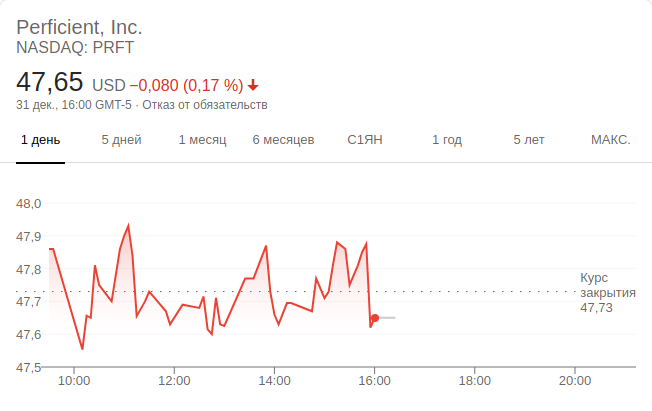 Perficient, Inc.
NASDAQ: PRFT
47,65 USD −0,080 (0,17 %)
31 дек., 16:00 GMT-5 · Отказ от обязательств
1 день 5 дней 1 месяц 6 месяцев С1ЯН 1 год 5 лет МАКС.
48,0
47,9
47,8
47,7
47,6
47,5
Курс
закрытия
47,73
10:00 12:00 14:00 16:00 18:00 20:00